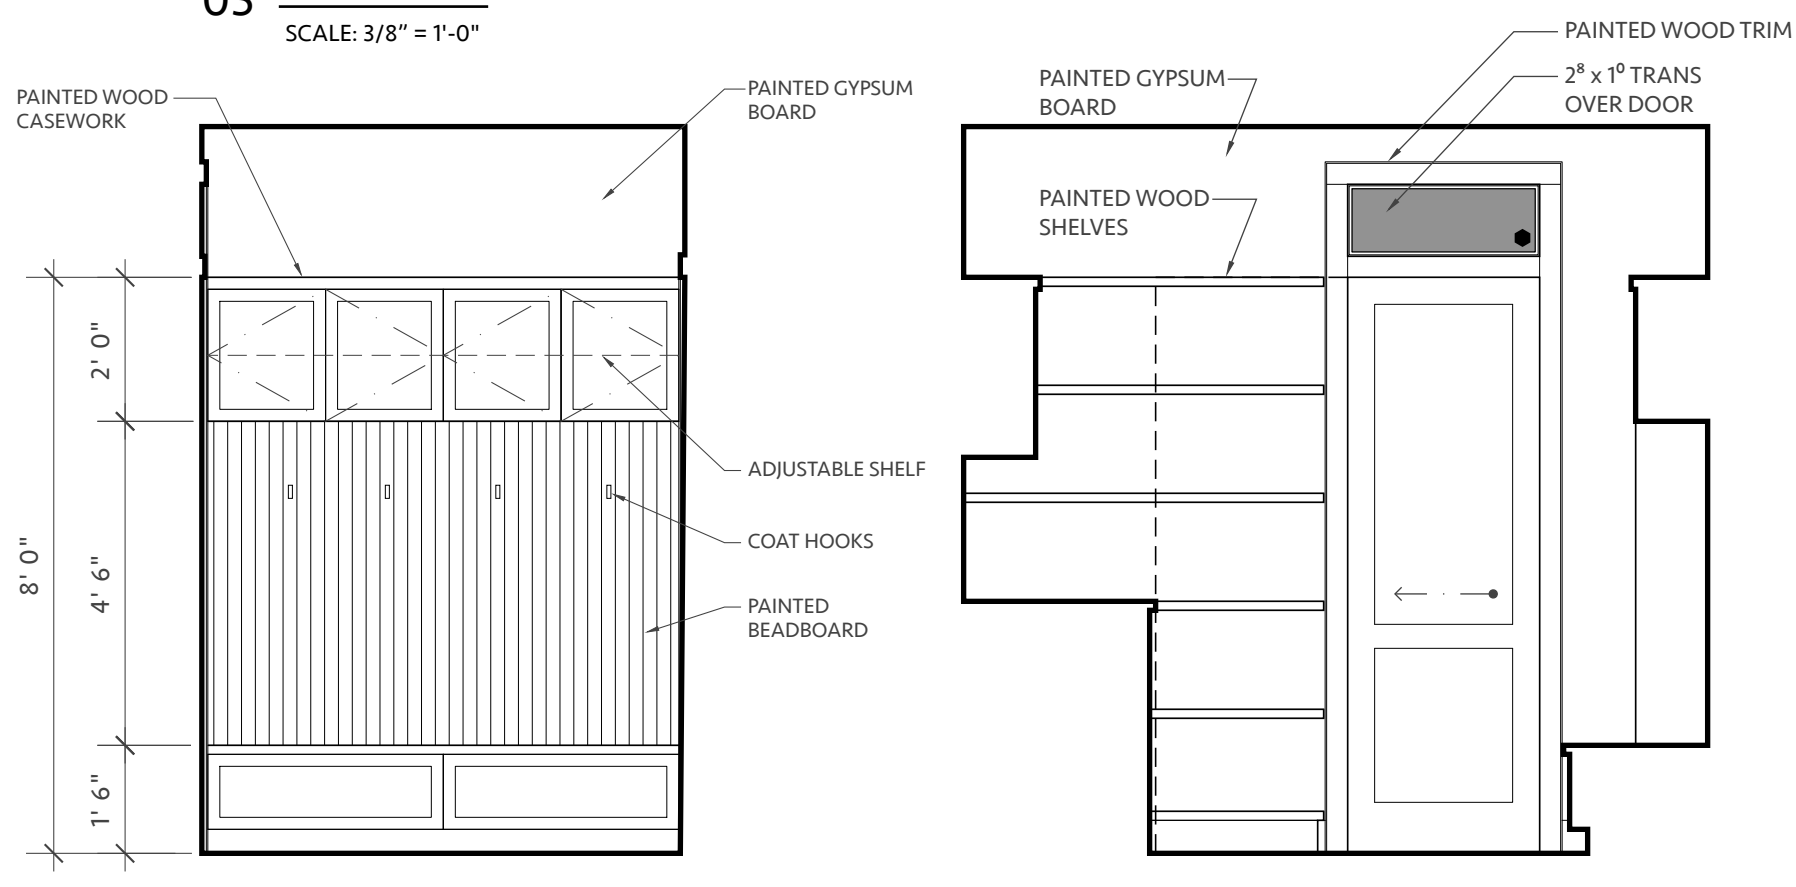 03
SCALE: 3/8” = 1'-0"
PAINTED WOOD
CASEWORK
PAINTED GYPSUM
BOARD
2' 0"
4' 6"
8' 0"
1' 6"
ADJUSTABLE SHELF
COAT HOOKS
PAINTED
BEADBOARD
PAINTED GYPSUM
BOARD
PAINTED WOOD
SHELVES
PAINTED WOOD TRIM
2⁸ x 1⁰ TRANS
OVER DOOR